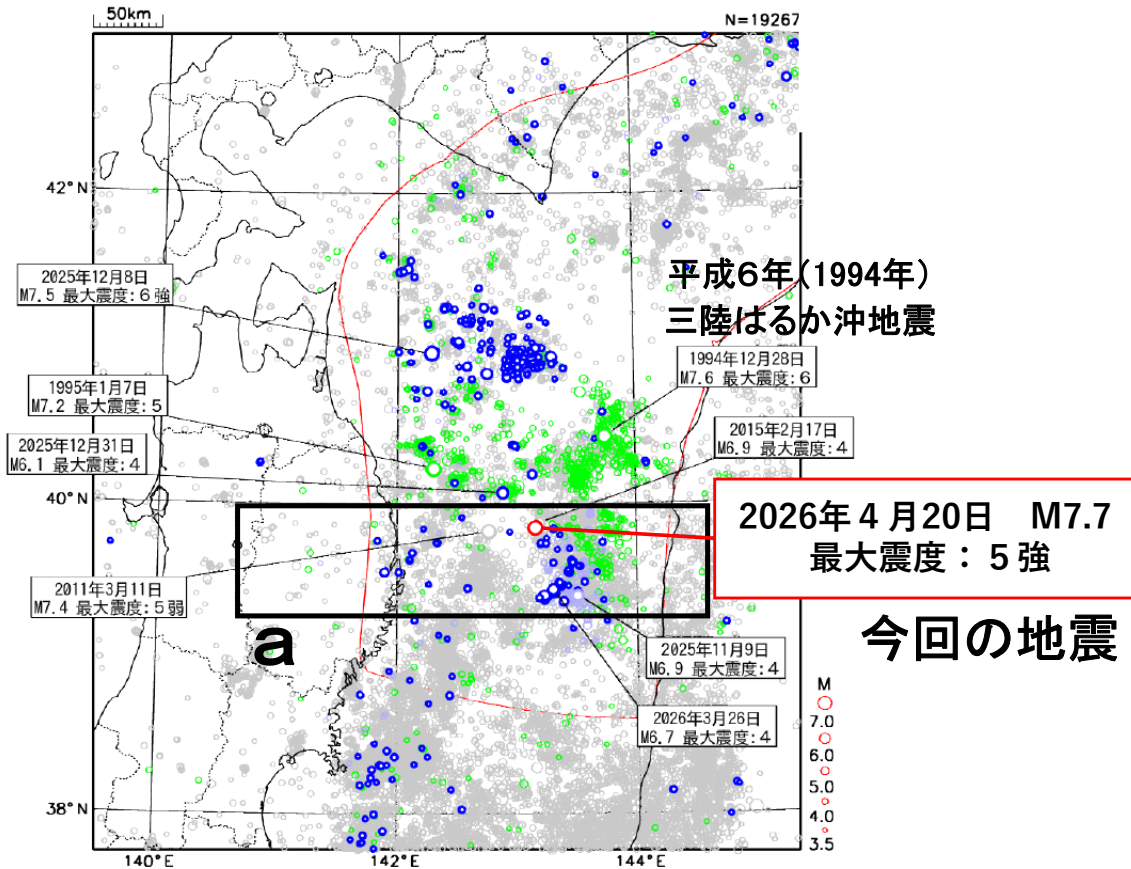 50km
N=19267
42°N
平成６年(1994年)
三陸はるか沖地震
2025年12月8日
M7.5 最大震度:６強
1994年12月28日
M7.6 最大震度:６
1995年1月7日
M7.2 最大震度:５
2015年2月17日
M6.9 最大震度:４
2025年12月31日
M6.1 最大震度:４
40°N
2026年４月20日　M7.7
最大震度：５強
2011年3月11日
M7.4 最大震度:５弱
今回の地震
a
2025年11月9日
M6.9 最大震度:４
2026年3月26日
M6.7 最大震度:４
M
7.0
6.0
5.0
4.0
3.5
38°N
140°E
142°E
144°E